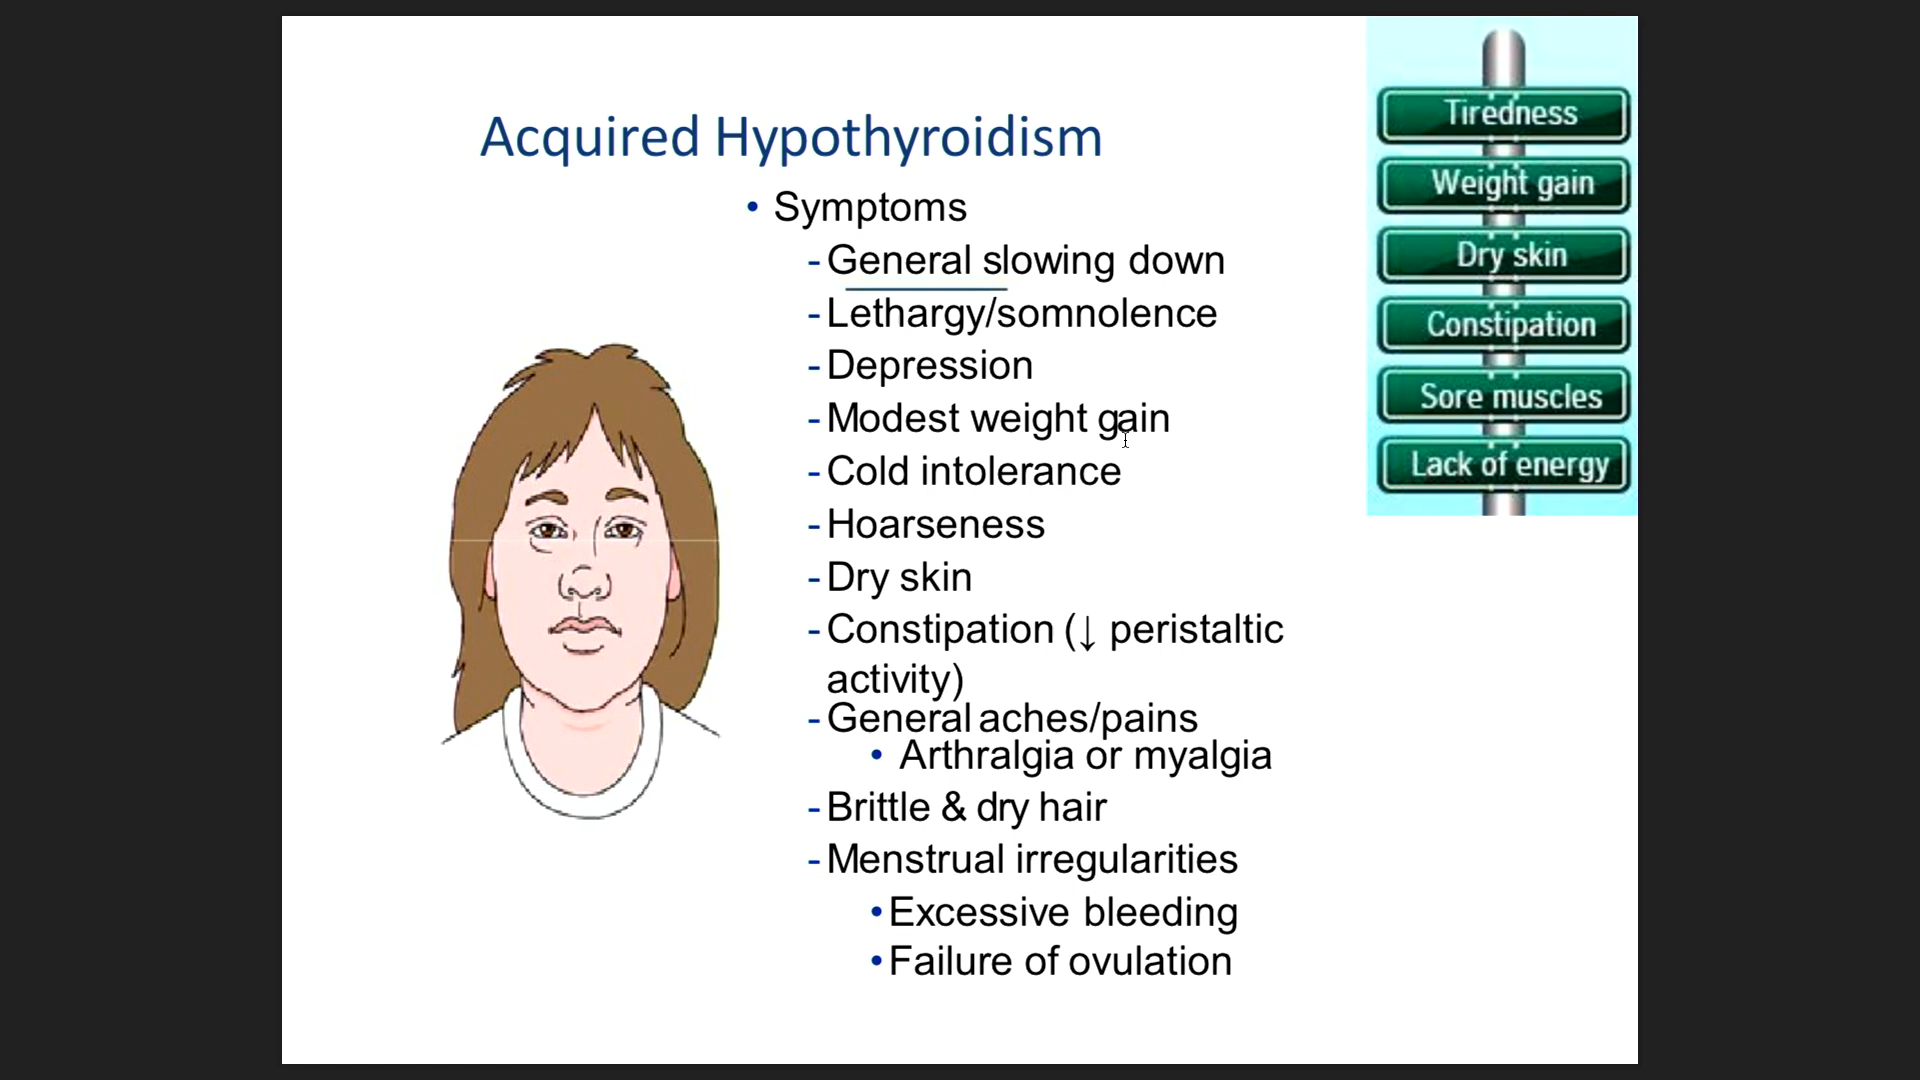 Acquired Hypothyroidism
• Symptoms
- General slowing down
- Lethargy/somnolence
- Depression
- Modest weight gain
- Cold intolerance
- Hoarseness
- Dry skin
- Constipation (↓ peristaltic
activity)
- General aches/pains
• Arthralgia or myalgia
- Brittle & dry hair
- Menstrual irregularities
• Excessive bleeding
• Failure of ovulation
Tiredness
Weight gain
Dry skin
Constipation
Sore muscles
Lack of energy